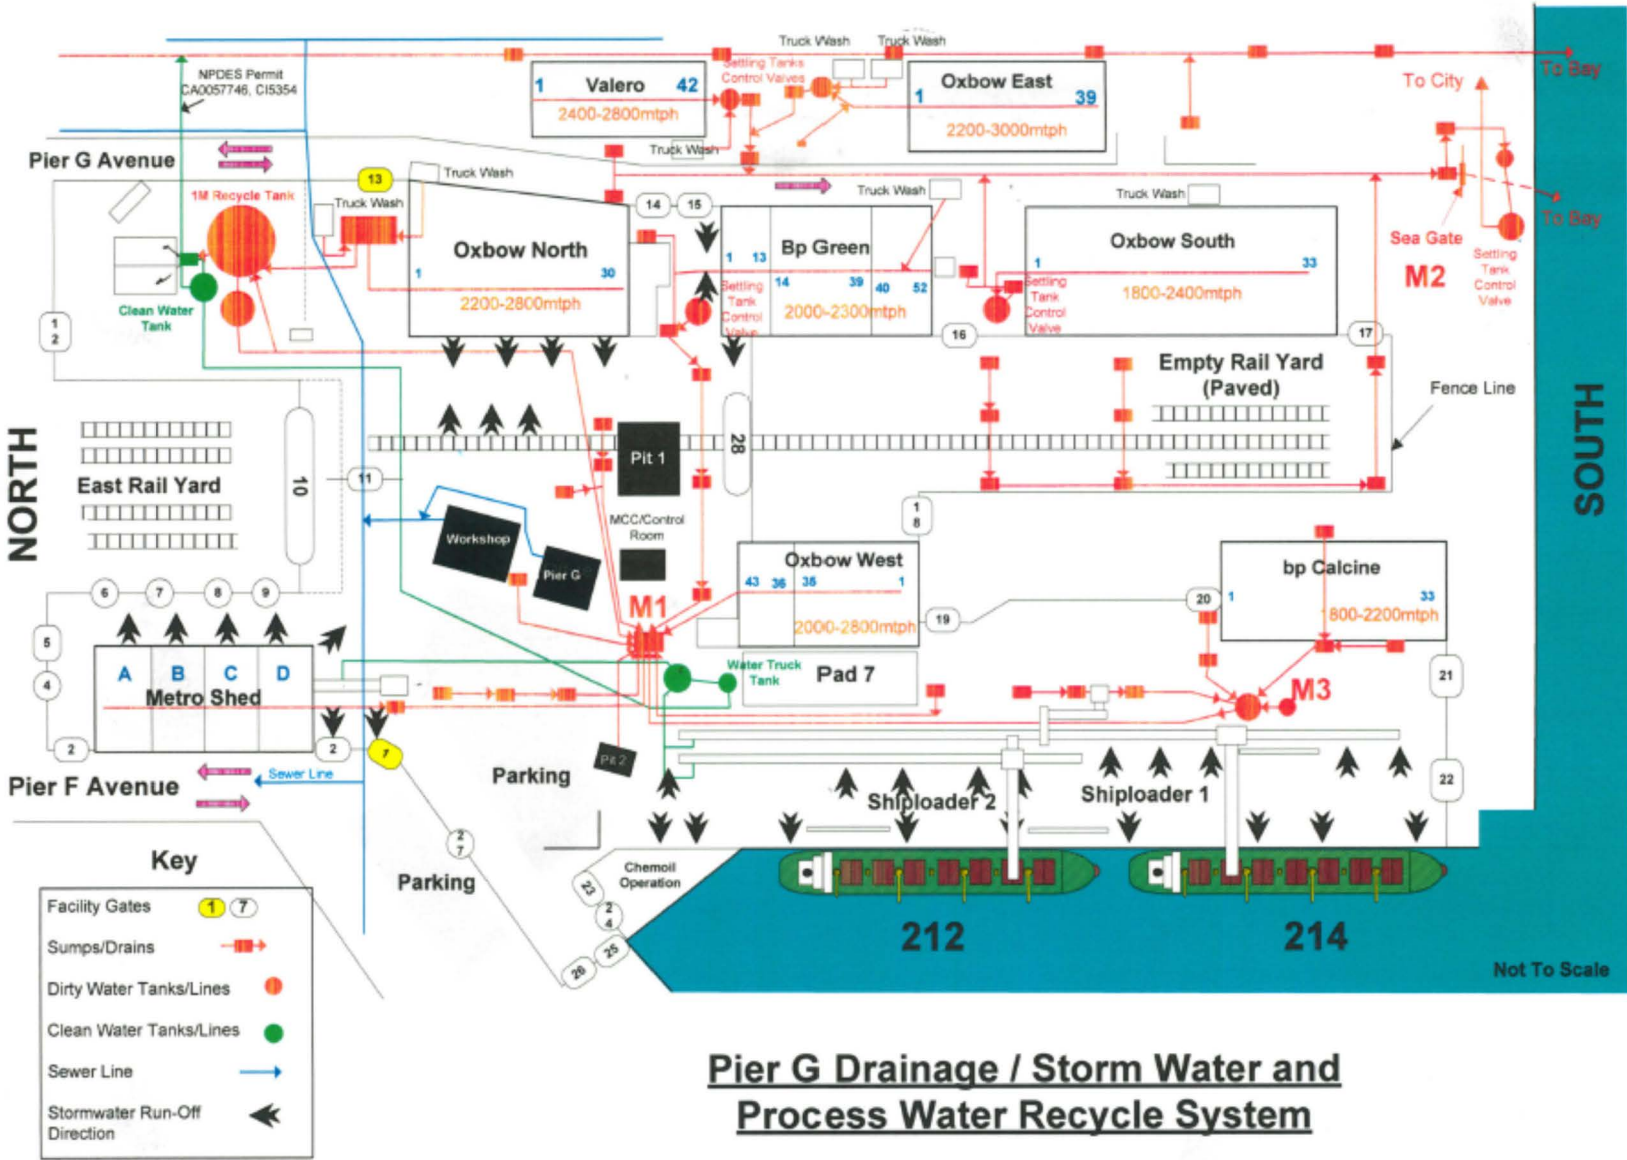 Truck Wash
Truck Wash
NPDES Permit
CA0057746, CI5354
1
Valero
42
2400-2800mtph
Settling Tanks
Control Valves
Oxbow East
1
39
2200-3000mtph
To Bay
To City
Truck Wash
Pier G Avenue
Truck Wash
13
1M Recycle Tank
Truck Wash
Oxbow North
1
30
2200-2800mtph
14
15
Truck Wash
Bp Green
1
13
14
39
40
52
2000-2300mtph
Settling
Tank
Control
Valve
Truck Wash
Oxbow South
1
33
1800-2400mtph
Settling
Tank
Control
Valve
To Bay
Sea Gate
M2
Settling
Tank
Control
Valve
Clean Water
Tank
1
2
16
17
Empty Rail Yard
(Paved)
Fence Line
NORTH
SOUTH
East Rail Yard
10
11
Pit 1
28
MCC/Control
Room
Workshop
Pier G
1
8
Oxbow West
43
36
35
1
2000-2800mtph
bp Calcine
1
33
1800-2200mtph
6
7
8
9
5
4
M1
19
20
21
A
B
C
D
Metro Shed
Water Truck
Tank
Pad 7
M3
2
2
1
Pit 2
Pier F Avenue
Sewer Line
Parking
Shiploader 2
Shiploader 1
22
2
7
Parking
Chemoil
Operation
23
2
4
25
26
212
214
Not To Scale
Key
Facility Gates
1
7
Sumps/Drains
Dirty Water Tanks/Lines
Clean Water Tanks/Lines
Sewer Line
Stormwater Run-Off
Direction
Pier G Drainage / Storm Water and
Process Water Recycle System